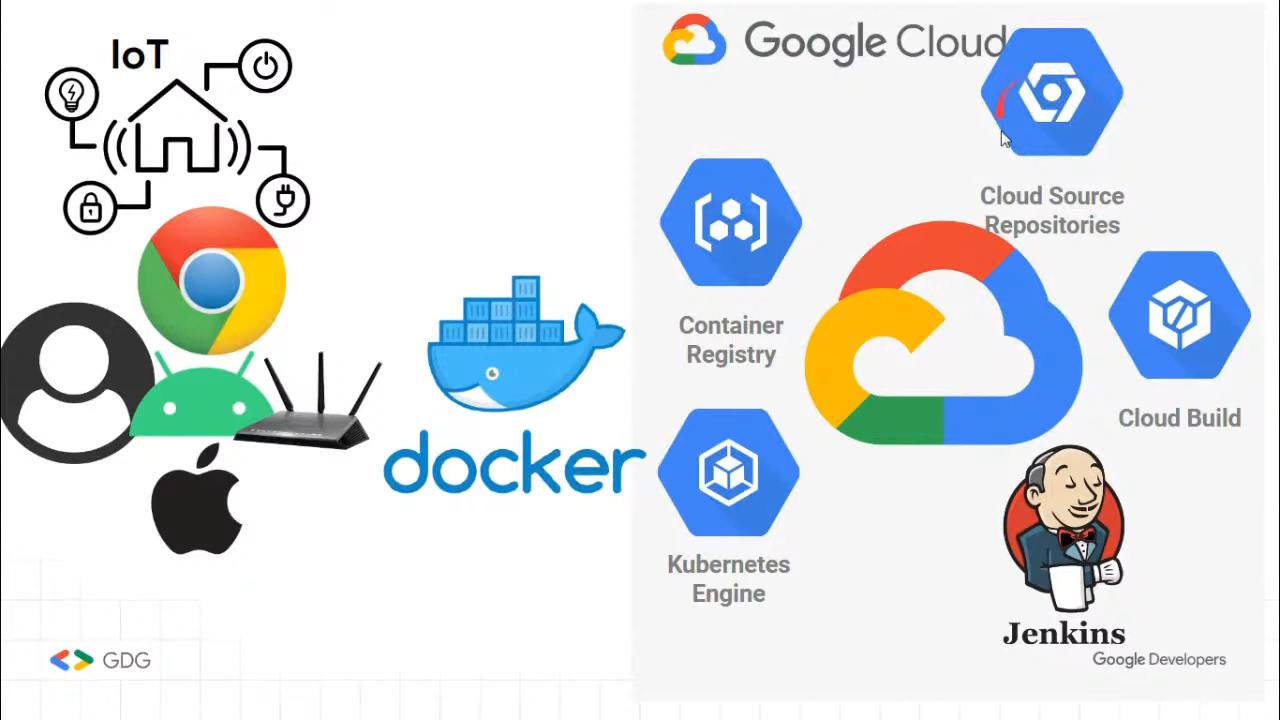 IoT
Google Cloud
Cloud Source
Repositories
Container
Registry
Cloud Build
docker
Kubernetes
Engine
Jenkins
GDG
Google Developers